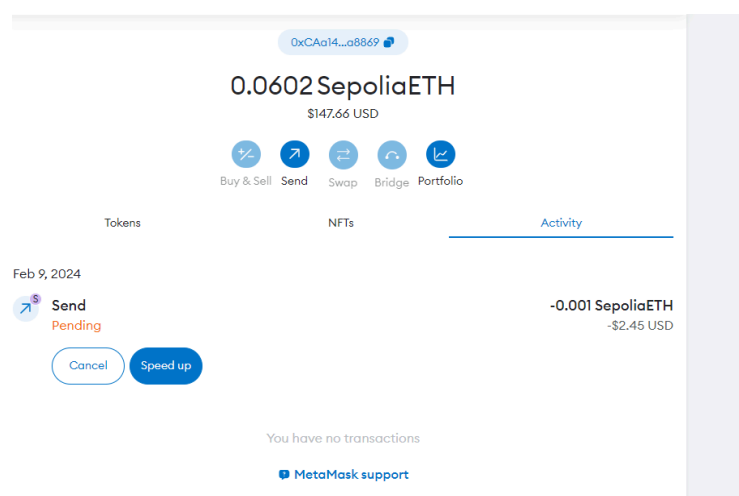 0xCAa14...a8869
0.0602 SepoliaETH
$147.66 USD
Buy & Sell Send Swap Bridge Portfolio
Tokens NFTs Activity
Feb 9, 2024
S
Send -0.001 SepoliaETH
Pending -$2.45 USD
Cancel Speed up
You have no transactions
MetaMask support